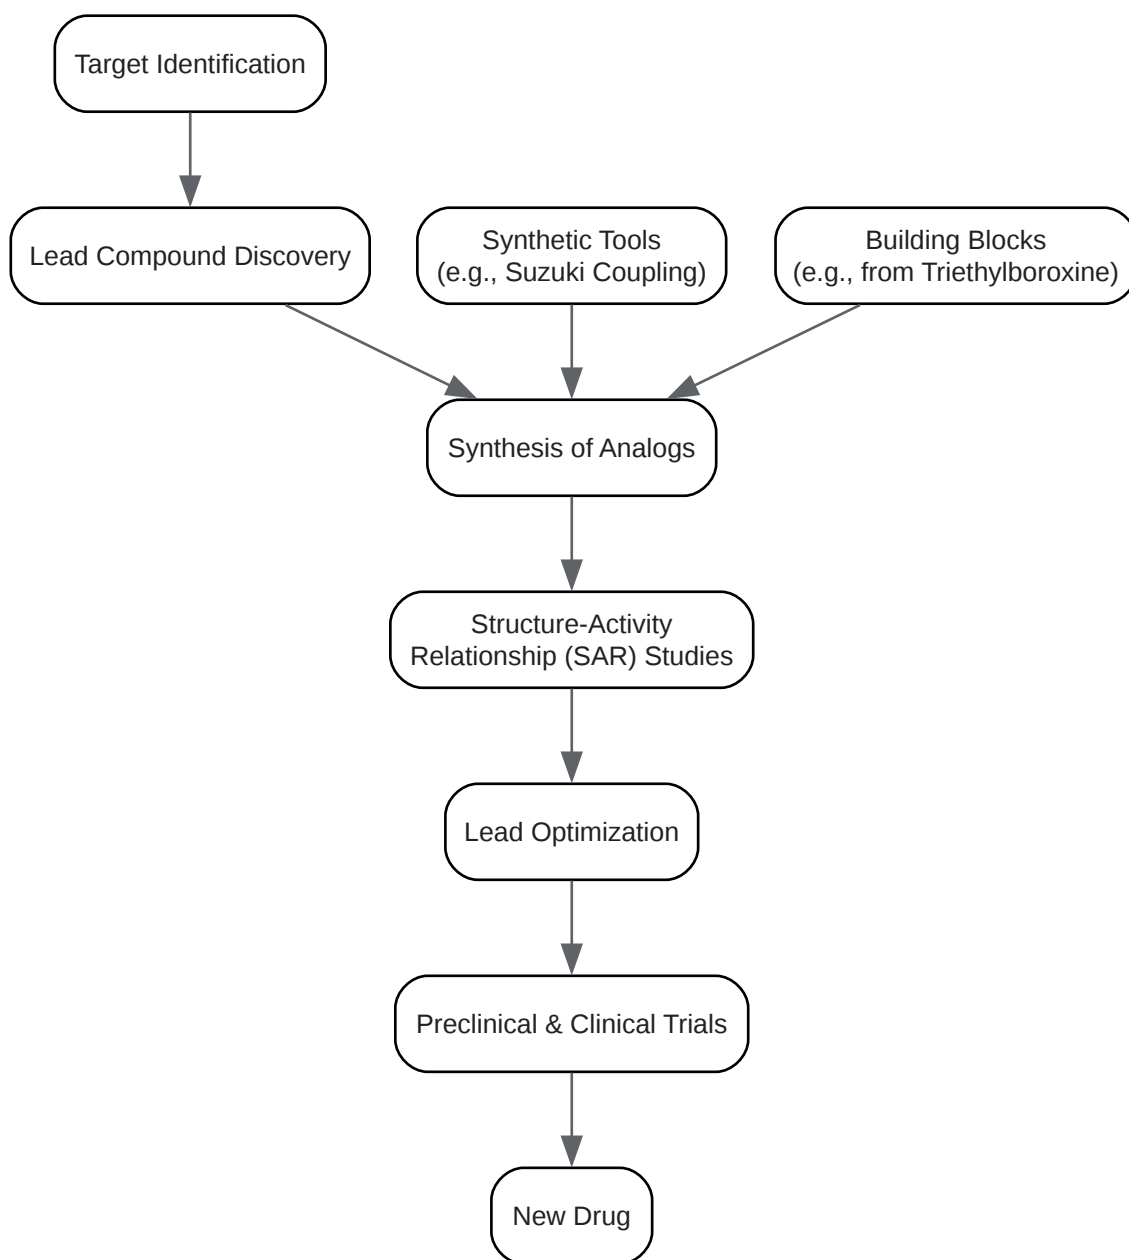 Target Identification
Lead Compound Discovery
Synthetic Tools
(e.g., Suzuki Coupling)
Building Blocks
(e.g., from Triethylboroxine)
Synthesis of Analogs
Structure-Activity
Relationship (SAR) Studies
Lead Optimization
Preclinical & Clinical Trials
New Drug